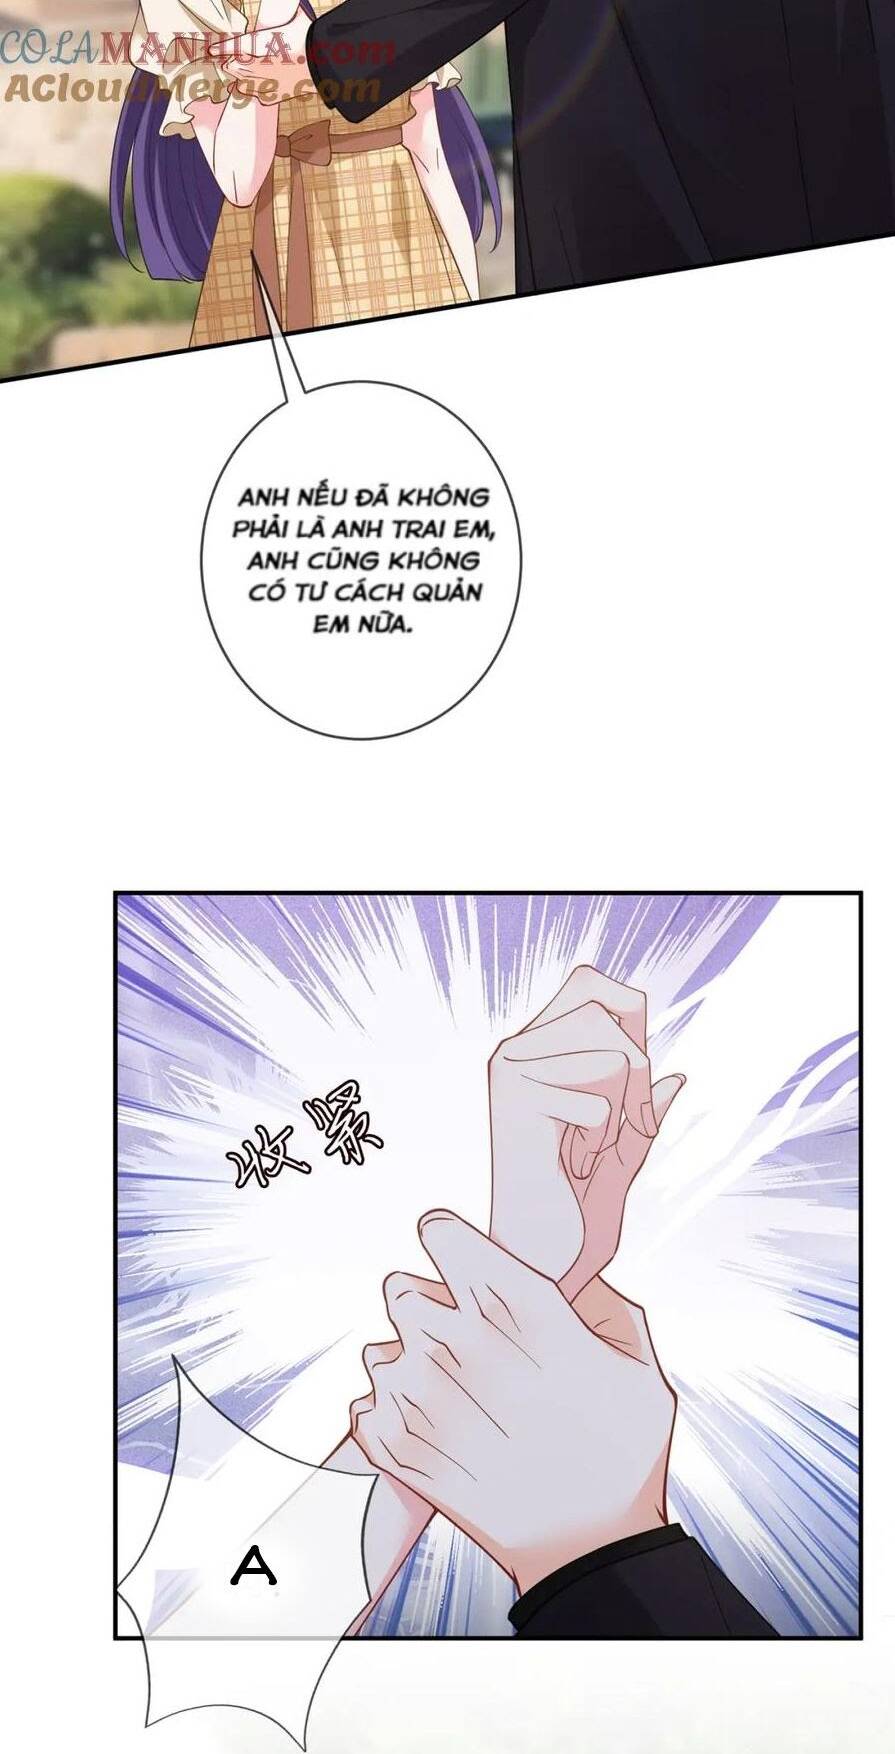 COLAMANHUA.com
ACloudMerge.com
ANH NẾU ĐÃ KHÔNG
PHẢI LÀ ANH TRAI EM,
ANH CŨNG KHÔNG
CÓ TƯ CÁCH QUẢN
EM NỮA.
收紧
A